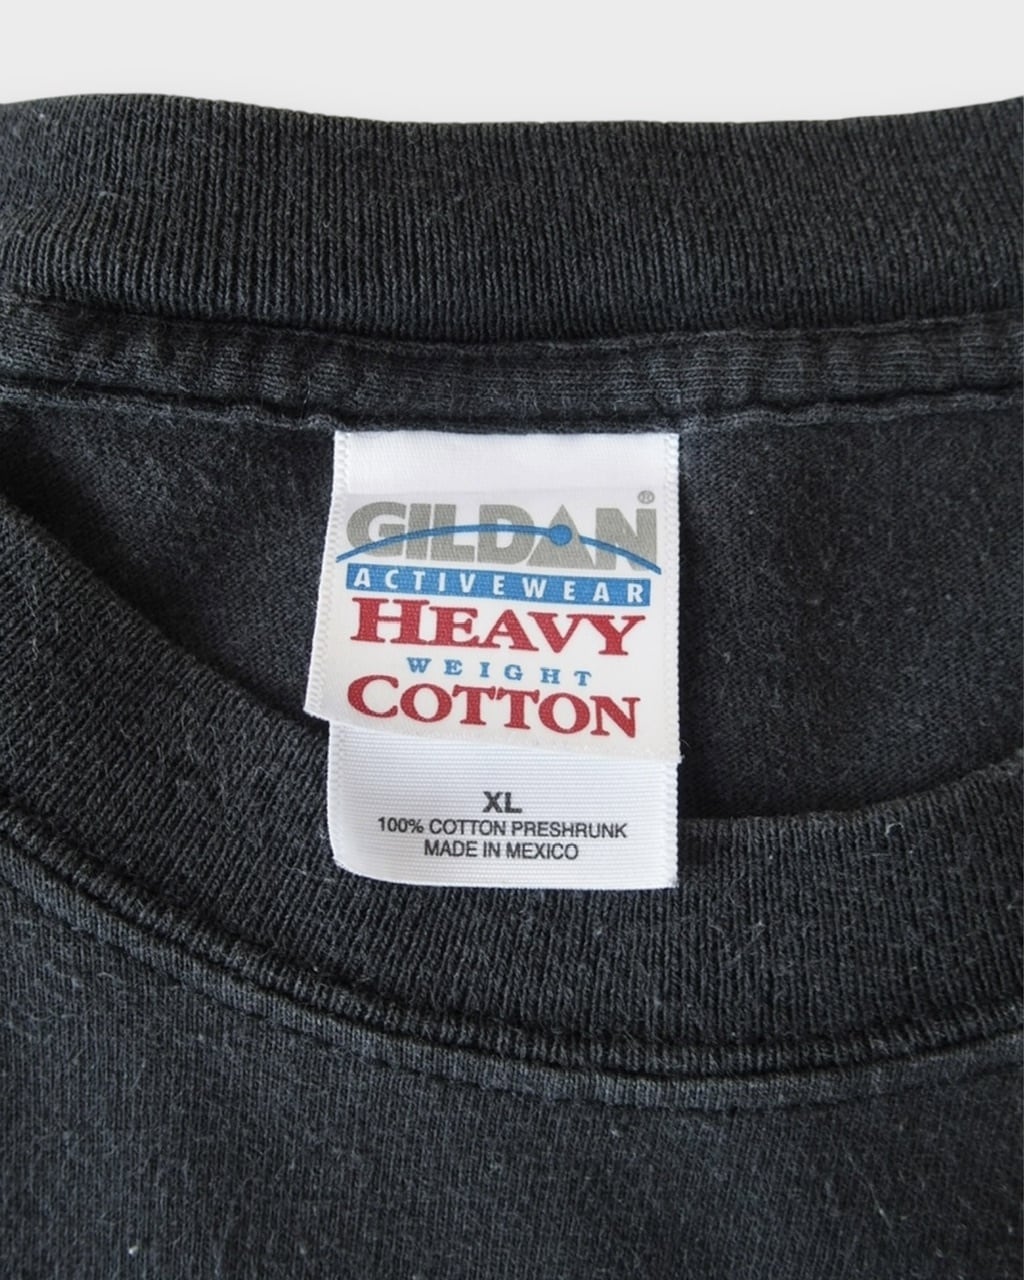 GILDAN®
ACTIVEWEAR
HEAVY
WEIGHT
COTTON
XL
100% COTTON PRESHRUNK
MADE IN MEXICO